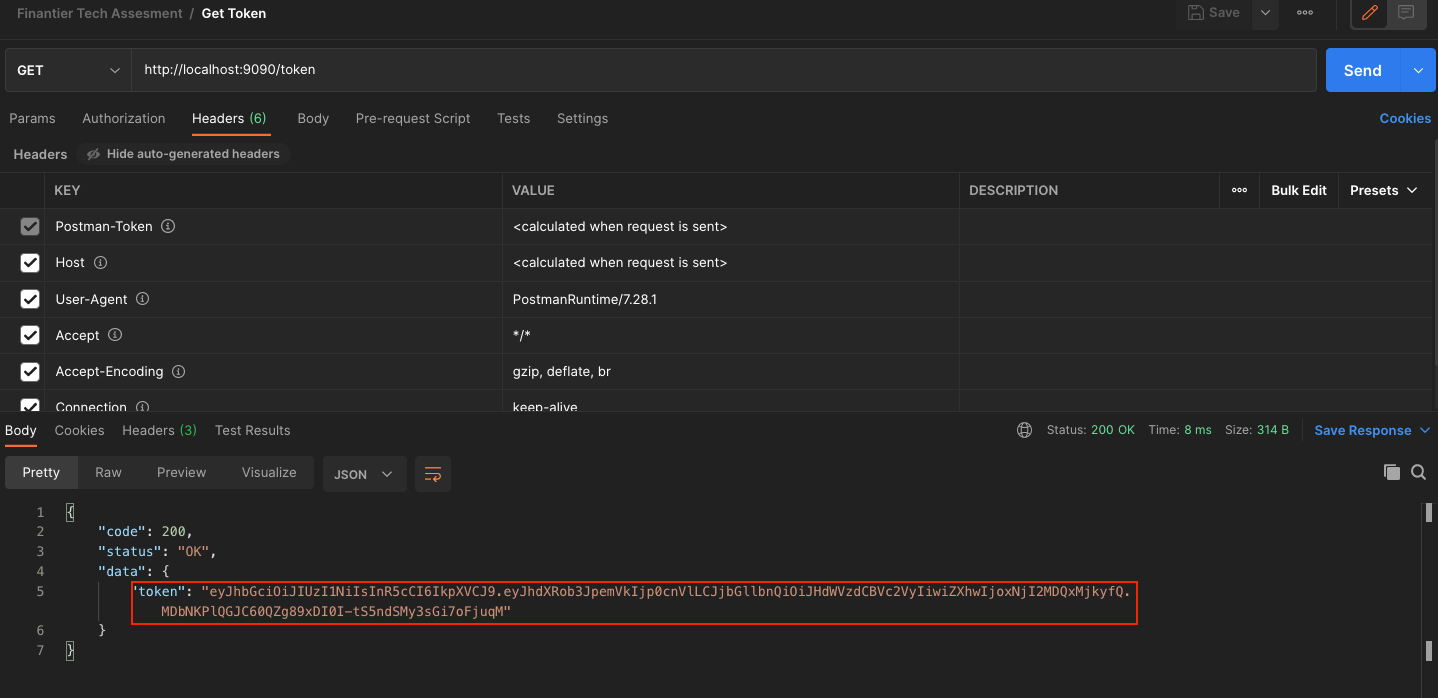 Finantier Tech Assesment / Get Token
Save
GET http://localhost:9090/token Send
Params Authorization Headers (6) Body Pre-request Script Tests Settings Cookies
Headers Hide auto-generated headers
KEY VALUE DESCRIPTION Bulk Edit Presets
Postman-Token <calculated when request is sent>
Host <calculated when request is sent>
User-Agent PostmanRuntime/7.28.1
Accept */*
Accept-Encoding gzip, deflate, br
Connection keep-alive
Body Cookies Headers (3) Test Results Status: 200 OK Time: 8 ms Size: 314 B Save Response
Pretty Raw Preview Visualize JSON
1 {
2 "code": 200,
3 "status": "OK",
4 "data": {
5 "token": "eyJhbGciOiJIUzI1NiIsInR5cCI6IkpXVCJ9.eyJhdXRob3JpemVkIjp0cnVlLCJjbGllbnQiOiJHdWVzdCBVc2VyIiwiZXhwIjoxNjI2MDQxMjkyfQ.
MDbNKPlQGJC60QZg89xDI0I-tS5ndSMy3sGi7oFjuqM"
6 }
7 }